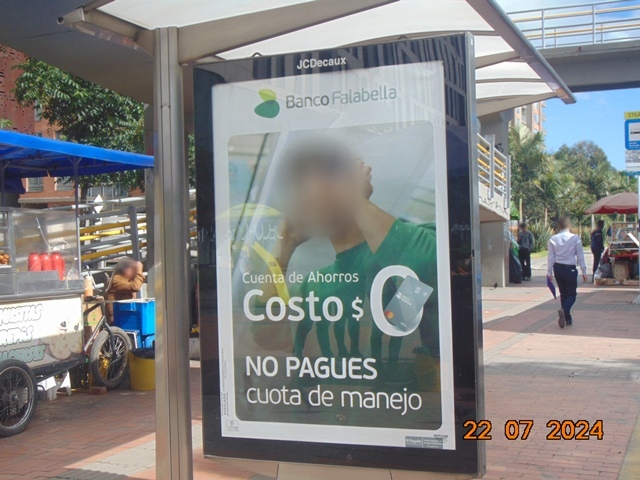 JCDecaux
Banco Falabella
Cuenta de Ahorros
Costo $ 0
NO PAGUES
cuota de manejo
22 07 2024